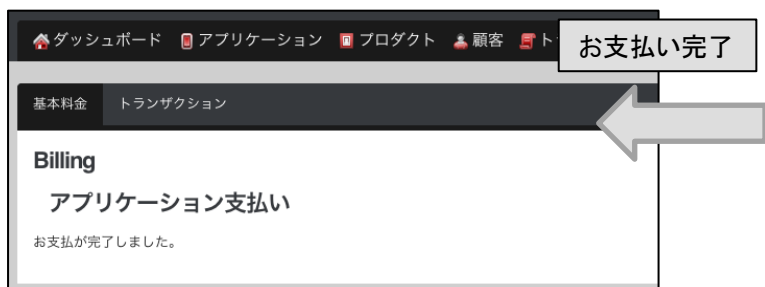 ダッシュボード アプリケーション プロダクト 顧客 ト
お支払い完了
基本料金 トランザクション
Billing
アプリケーション支払い
お支払が完了しました。